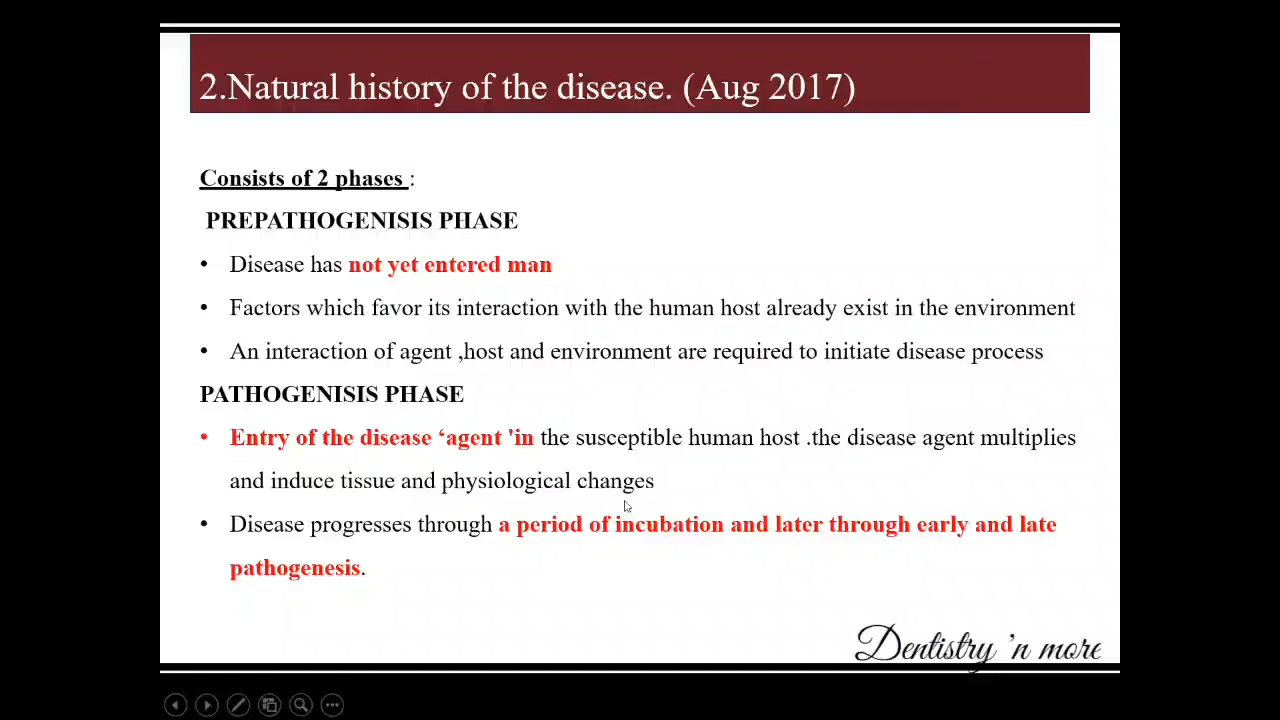 2.Natural history of the disease. (Aug 2017)
Consists of 2 phases :
PREPATHOGENISIS PHASE
• Disease has not yet entered man
• Factors which favor its interaction with the human host already exist in the environment
• An interaction of agent ,host and environment are required to initiate disease process
PATHOGENISIS PHASE
• Entry of the disease ‘agent 'in the susceptible human host .the disease agent multiplies
and induce tissue and physiological changes
• Disease progresses through a period of incubation and later through early and late
pathogenesis.
Dentistry 'n more